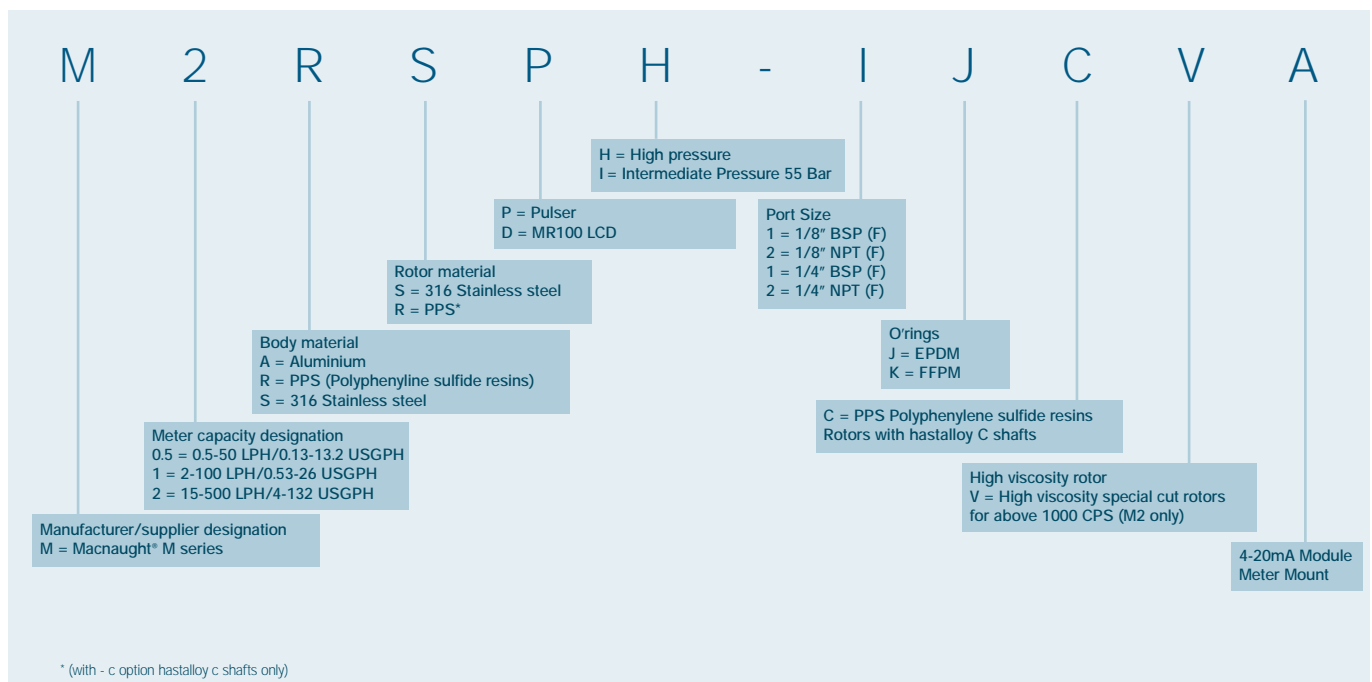 M 2 R S P H - I J C V A
H = High pressure
I = Intermediate Pressure 55 Bar
P = Pulser
D = MR100 LCD
Port Size
1 = 1/8" BSP (F)
2 = 1/8" NPT (F)
1 = 1/4" BSP (F)
2 = 1/4" NPT (F)
Rotor material
S = 316 Stainless steel
R = PPS*
O'rings
J = EPDM
K = FFPM
Body material
A = Aluminium
R = PPS (Polyphenyline sulfide resins)
S = 316 Stainless steel
C = PPS Polyphenylene sulfide resins
Rotors with hastalloy C shafts
Meter capacity designation
0.5 = 0.5-50 LPH/0.13-13.2 USGPH
1 = 2-100 LPH/0.53-26 USGPH
2 = 15-500 LPH/4-132 USGPH
High viscosity rotor
V = High viscosity special cut rotors
for above 1000 CPS (M2 only)
Manufacturer/supplier designation
M = Macnaught® M series
4-20mA Module
Meter Mount
* (with - c option hastalloy c shafts only)